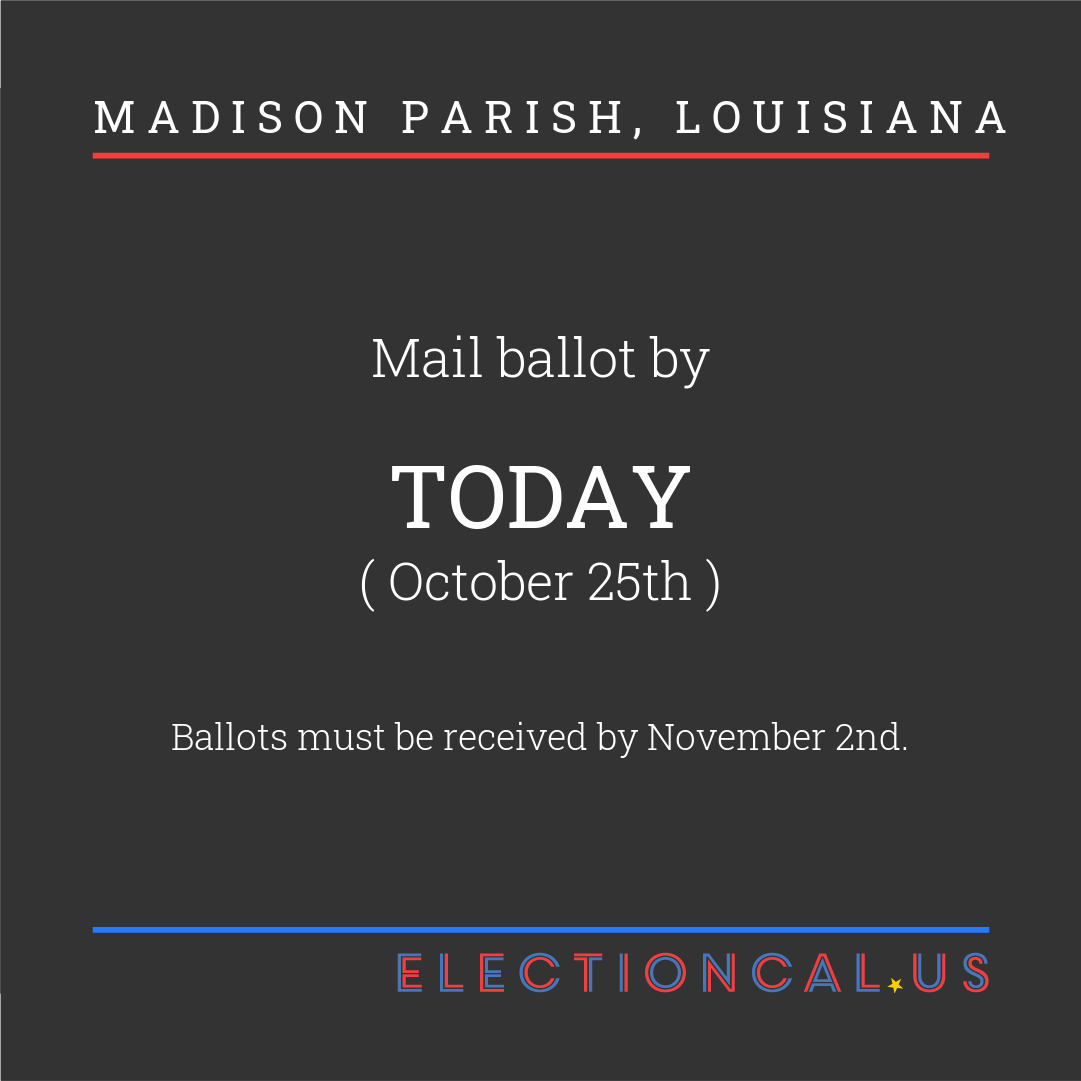 MADISON PARISH, LOUISIANA
Mail ballot by
TODAY
( October 25th )
Ballots must be received by November 2nd.
ELECTIONCAL.US